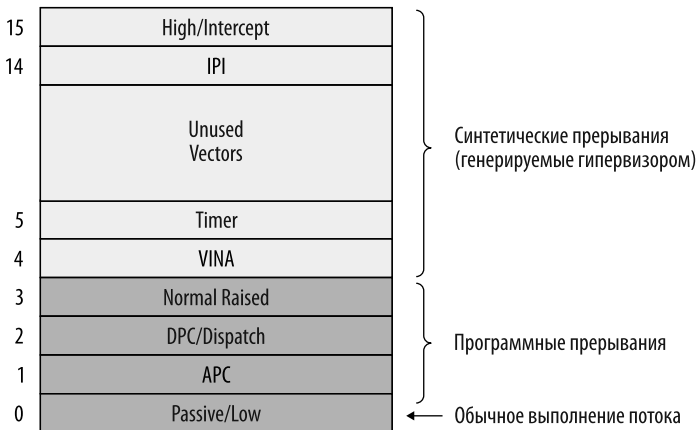 15 High/Intercept
14 IPI
Unused
Vectors
Синтетические прерывания
(генерируемые гипервизором)
5 Timer
4 VINA
3 Normal Raised
2 DPC/Dispatch
Программные прерывания
1 APC
0 Passive/Low
Обычное выполнение потока